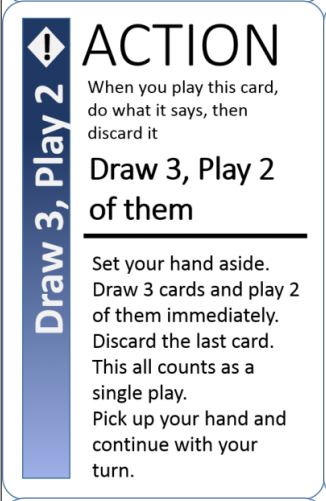 ACTION
When you play this card,
do what it says, then
discard it
Draw 3, Play 2
of them
Draw 3, Play 2
Set your hand aside.
Draw 3 cards and play 2
of them immediately.
Discard the last card.
This all counts as a
single play.
Pick up your hand and
continue with your
turn.